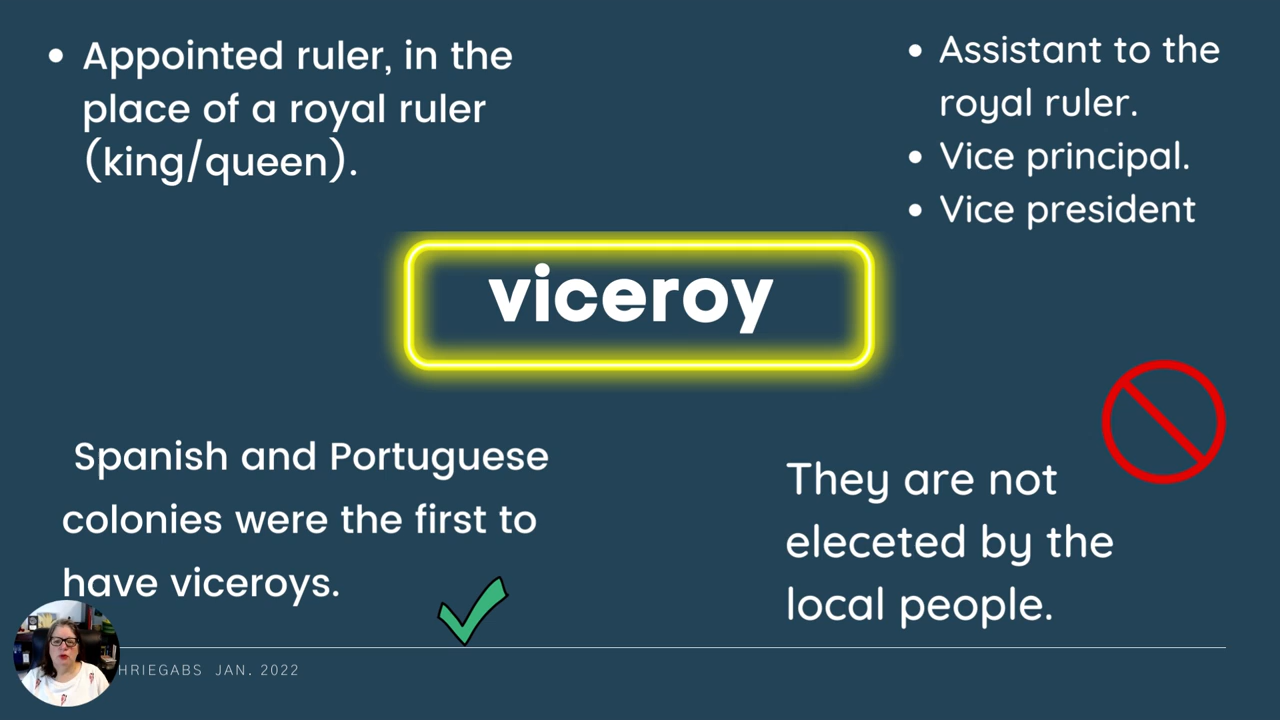 Appointed ruler, in the
place of a royal ruler
(king/queen).
Assistant to the
royal ruler.
Vice principal.
Vice president
viceroy
Spanish and Portuguese
colonies were the first to
have viceroys.
They are not
eleceted by the
local people.
HRIEGABS JAN. 2022